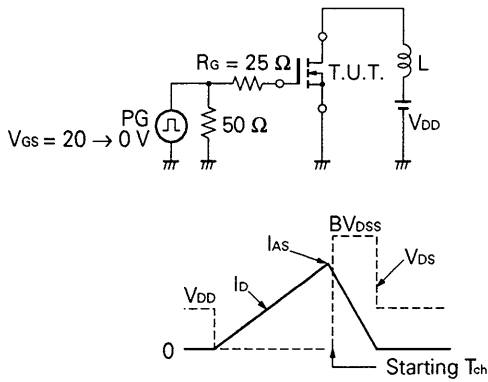 RG = 25 Ω
T.U.T.
L
PG
50 Ω
VDD
VGS = 20 → 0 V
BVDSS
IAS
VDS
ID
VDD
0
Starting Tch